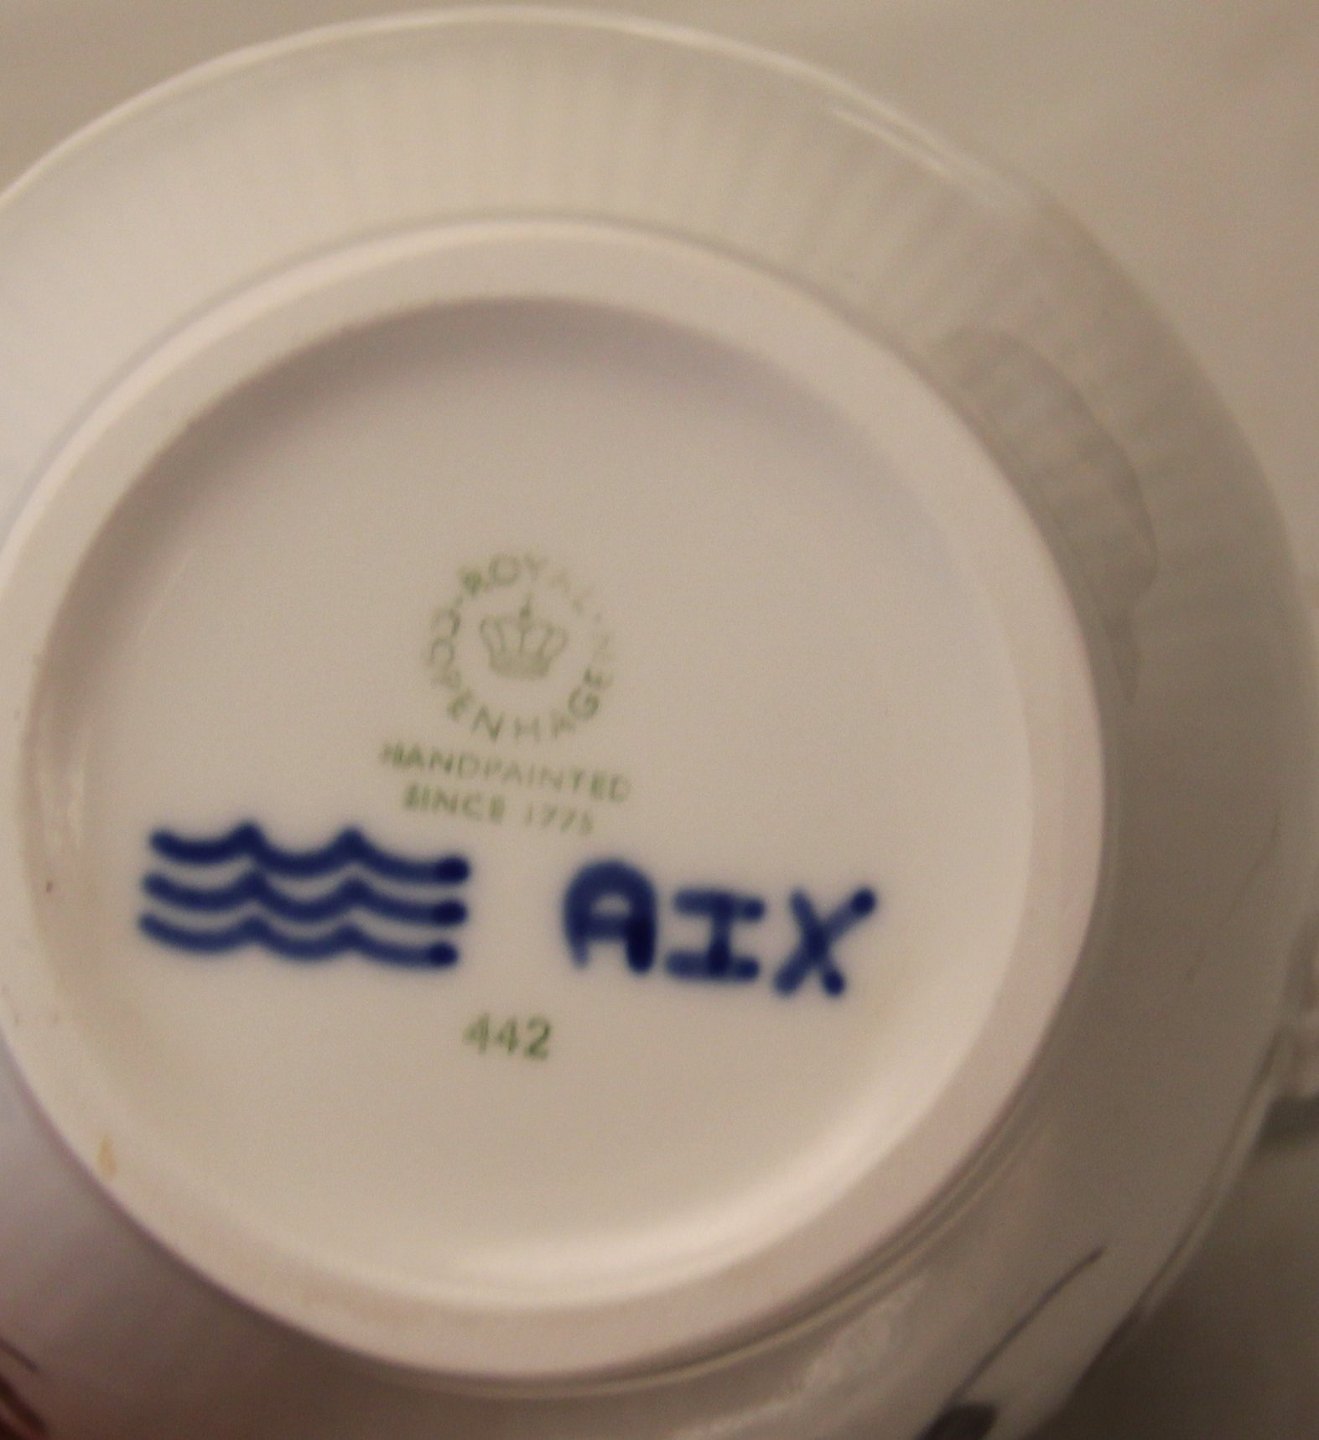 ROYAL
COPENHAGEN
HANDPAINTED
SINCE 1775
AIX
442